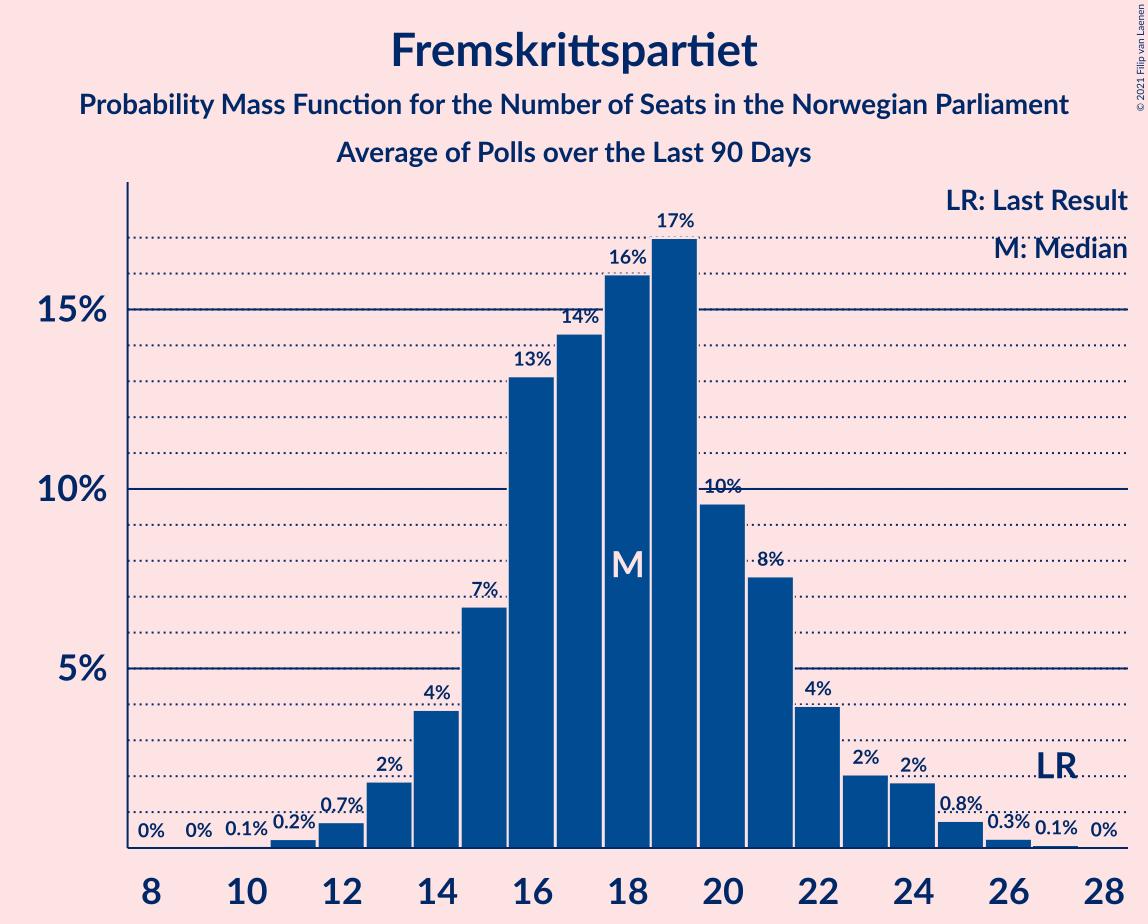 Fremskrittspartiet
Probability Mass Function for the Number of Seats in the Norwegian Parliament
Average of Polls over the Last 90 Days
© 2021 Filip van Laenen
LR: Last Result
M: Median
17%
16%
15%
14%
13%
10%
10%
M
8%
7%
5%
4%
4%
LR
2%
2%
2%
0.7%
0.8%
0% 0% 0.1% 0.2% 0.3% 0.1% 0%
8 10 12 14 16 18 20 22 24 26 28